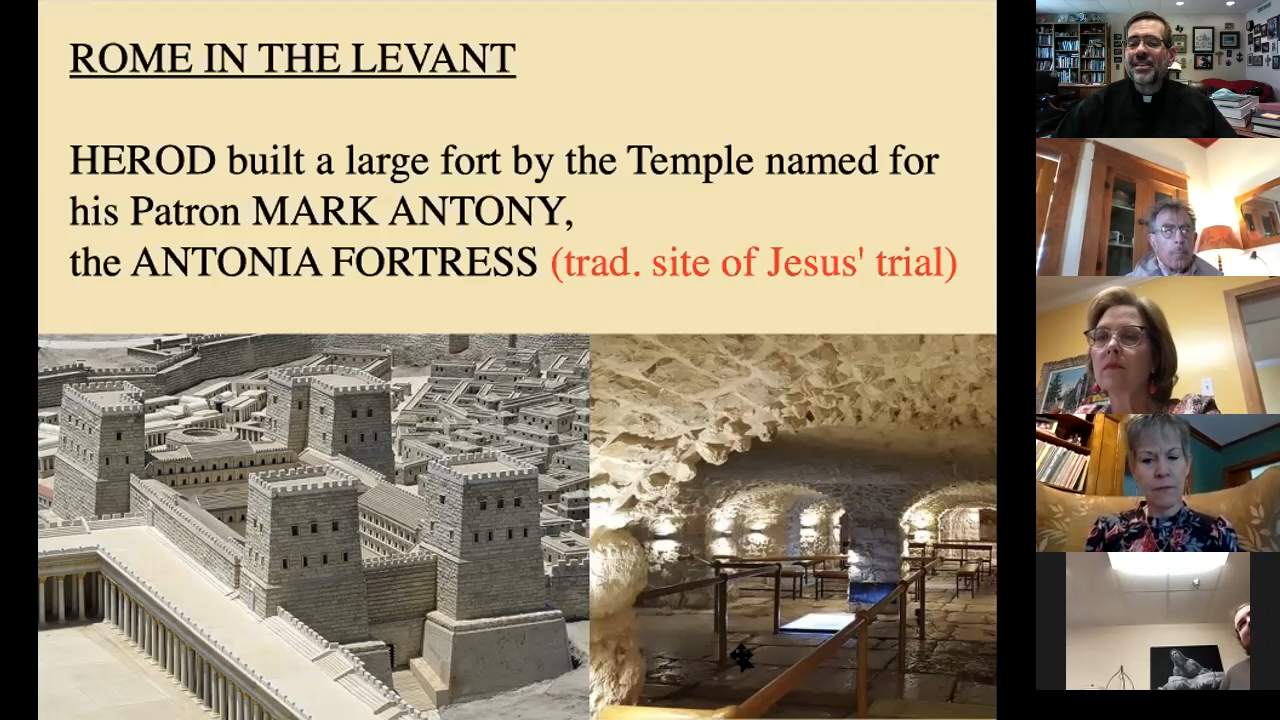 ROME IN THE LEVANT
HEROD built a large fort by the Temple named for
his Patron MARK ANTONY,
the ANTONIA FORTRESS (trad. site of Jesus' trial)